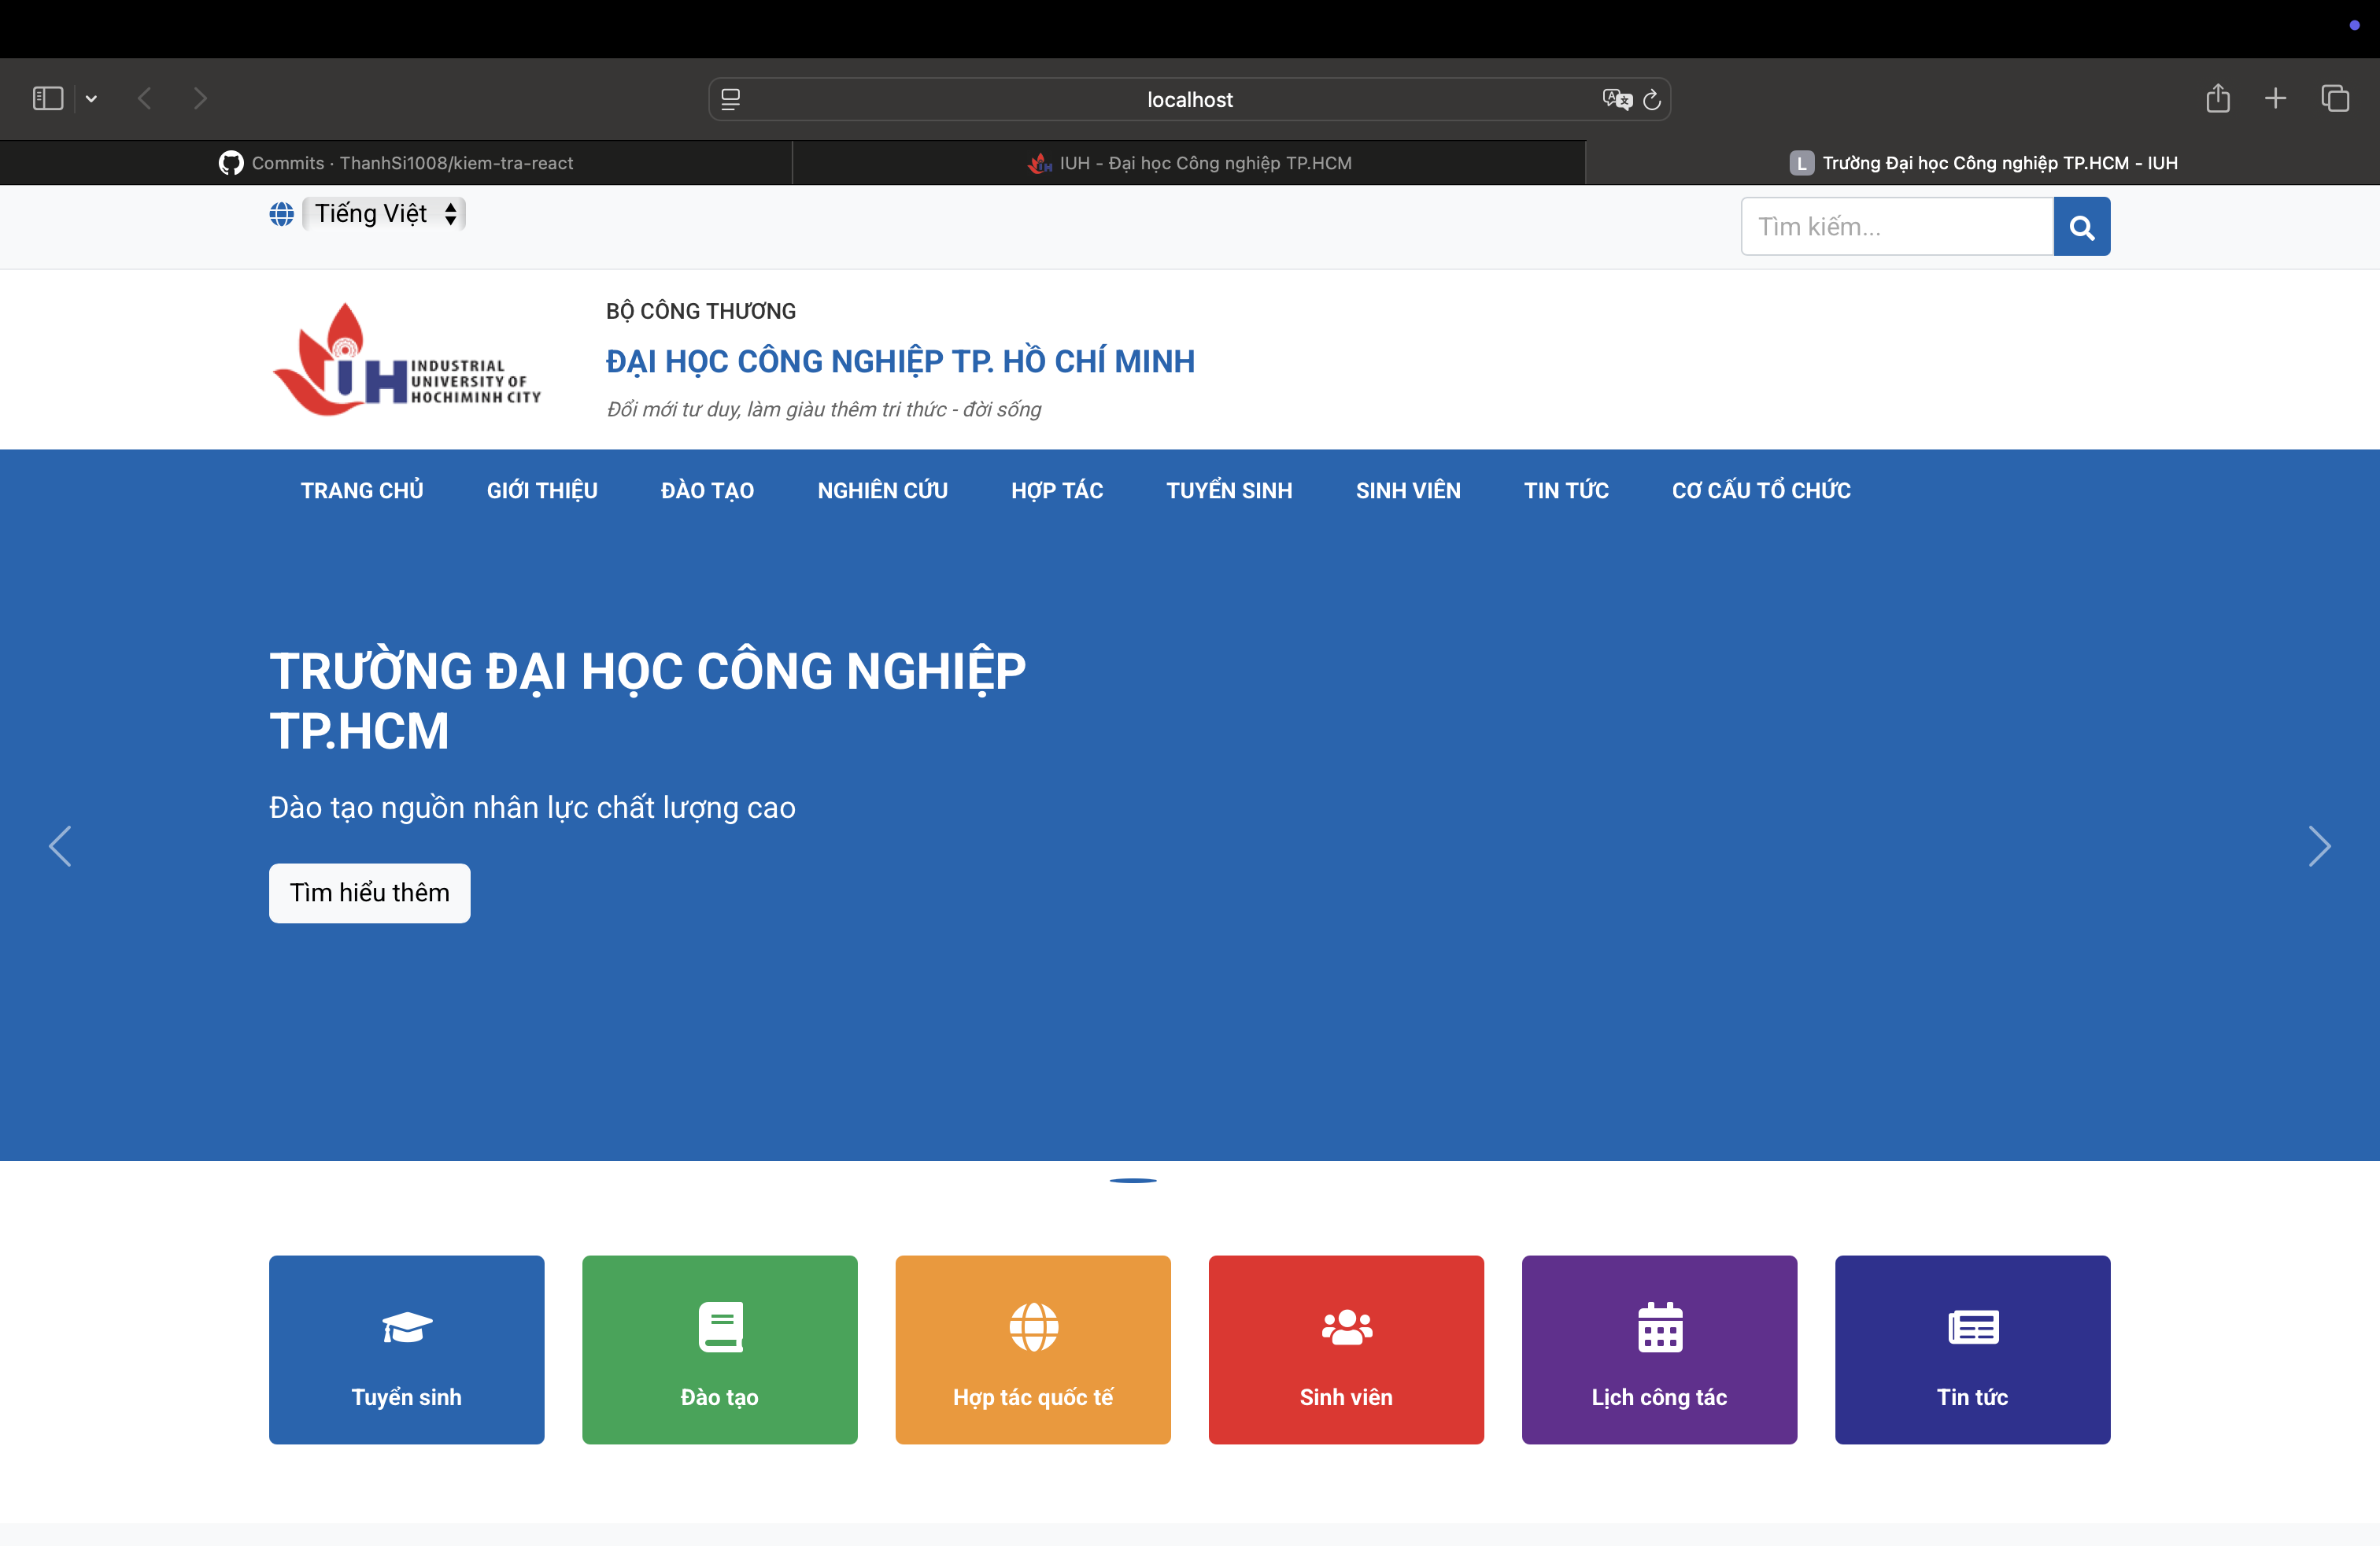 localhost
Commits · ThanhSi1008/kiem-tra-react
IUH - Đại học Công nghiệp TP.HCM
L Trường Đại học Công nghiệp TP.HCM - IUH
Tiếng Việt
Tìm kiếm...
IUH INDUSTRIAL
UNIVERSITY OF
HOCHIMINH CITY
BỘ CÔNG THƯƠNG
ĐẠI HỌC CÔNG NGHIỆP TP. HỒ CHÍ MINH
Đổi mới tư duy, làm giàu thêm tri thức - đời sống
TRANG CHỦ GIỚI THIỆU ĐÀO TẠO NGHIÊN CỨU HỢP TÁC TUYỂN SINH SINH VIÊN TIN TỨC CƠ CẤU TỔ CHỨC
TRƯỜNG ĐẠI HỌC CÔNG NGHIỆP
TP.HCM
Đào tạo nguồn nhân lực chất lượng cao
Tìm hiểu thêm
Tuyển sinh
Đào tạo
Hợp tác quốc tế
Sinh viên
Lịch công tác
Tin tức